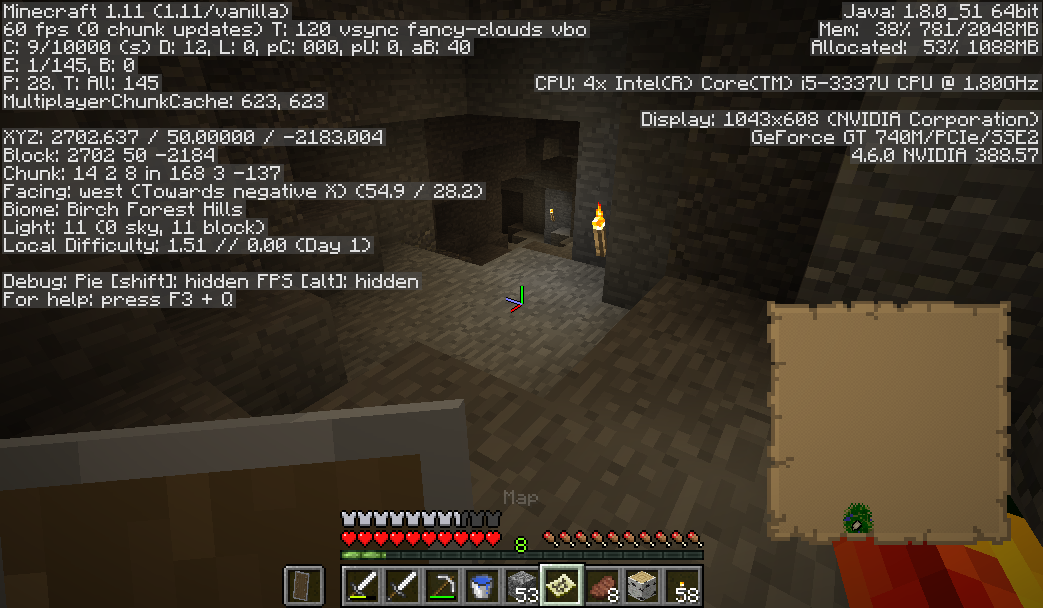 Minecraft 1.11 (1.11/vanilla)
60 fps (0 chunk updates) T: 120 vsync fancy-clouds vbo
C: 9/10000 (s) D: 12, L: 0, pC: 000, pU: 0, aB: 40
E: 1/145, B: 0
P: 28. T: All: 145
MultiplayerChunkCache: 623, 623
XYZ: 2702.637 / 50.00000 / -2183.004
Block: 2702 50 -2184
Chunk: 14 2 8 in 168 3 -137
Facing: west (Towards negative X) (54.9 / 28.2)
Biome: Birch Forest Hills
Light: 11 (0 sky, 11 block)
Local Difficulty: 1.51 // 0.00 (Day 1)
Debug: Pie [shift]: hidden FPS [alt]: hidden
For help: press F3 + Q
Java: 1.8.0_51 64bit
Mem: 38% 781/2048MB
Allocated: 53% 1088MB
CPU: 4x Intel(R) Core(TM) i5-3337U CPU @ 1.80GHz
Display: 1043x608 (NVIDIA Corporation)
GeForce GT 740M/PCIe/SSE2
4.6.0 NVIDIA 388.57
Map
8
53
8
58